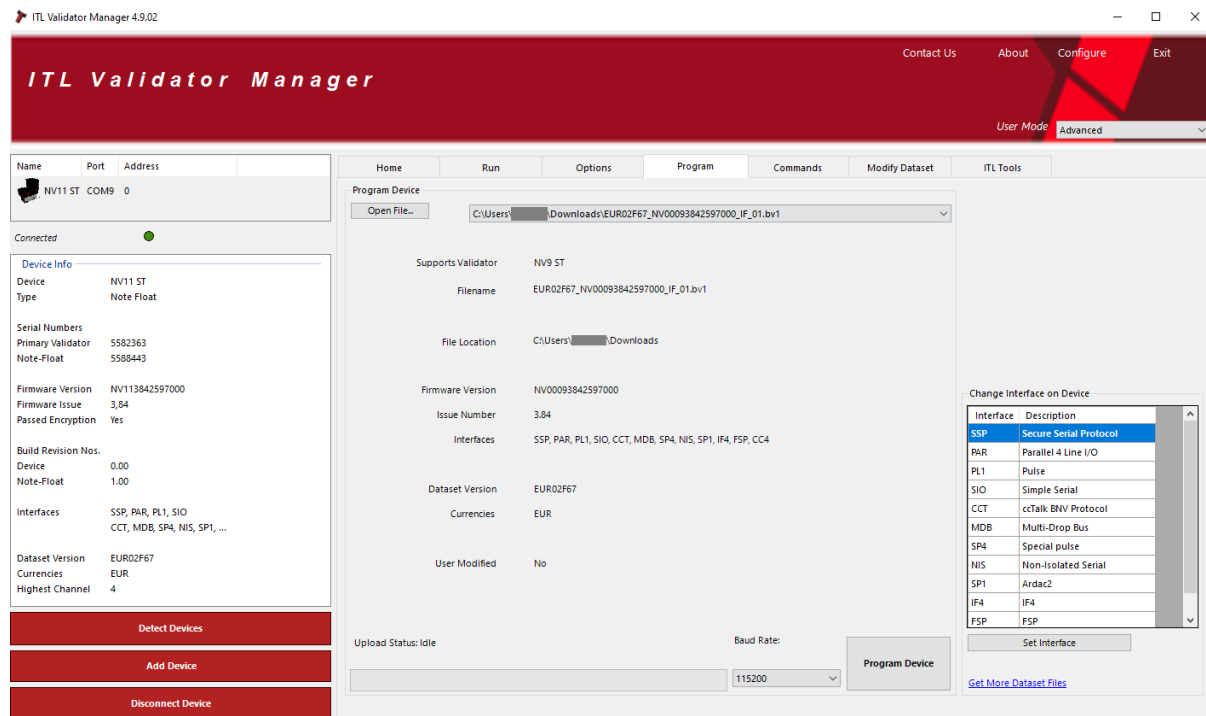 ITL Validator Manager 4.9.02
Contact Us About Configure Exit
ITL Validator Manager
User Mode Advanced
Name Port Address
NV11 ST COM9 0
Connected
Device Info
Device NV11 ST
Type Note Float
Serial Numbers
Primary Validator 5582363
Note-Float 5588443
Firmware Version NV113842597000
Firmware Issue 3,84
Passed Encryption Yes
Build Revision Nos.
Device 0.00
Note-Float 1.00
Interfaces SSP, PAR, PL1, SIO
CCT, MDB, SP4, NIS, SP1, ...
Dataset Version EUR02F67
Currencies EUR
Highest Channel 4
Detect Devices
Add Device
Disconnect Device
Home Run Options Program Commands Modify Dataset ITL Tools
Program Device
Open File... C:\Users\ \Downloads\EUR02F67_NV00093842597000_IF_01.bv1
Supports Validator NV9 ST
Filename EUR02F67_NV00093842597000_IF_01.bv1
File Location C:\Users\ \Downloads
Firmware Version NV00093842597000
Issue Number 3.84
Interfaces SSP, PAR, PL1, SIO, CCT, MDB, SP4, NIS, SP1, IF4, FSP, CC4
Dataset Version EUR02F67
Currencies EUR
User Modified No
Upload Status: Idle
Baud Rate:
115200
Program Device
Change Interface on Device
Interface Description
SSP Secure Serial Protocol
PAR Parallel 4 Line I/O
PL1 Pulse
SIO Simple Serial
CCT ccTalk BNV Protocol
MDB Multi-Drop Bus
SP4 Special pulse
NIS Non-Isolated Serial
SP1 Ardac2
IF4 IF4
FSP FSP
Set Interface
Get More Dataset Files